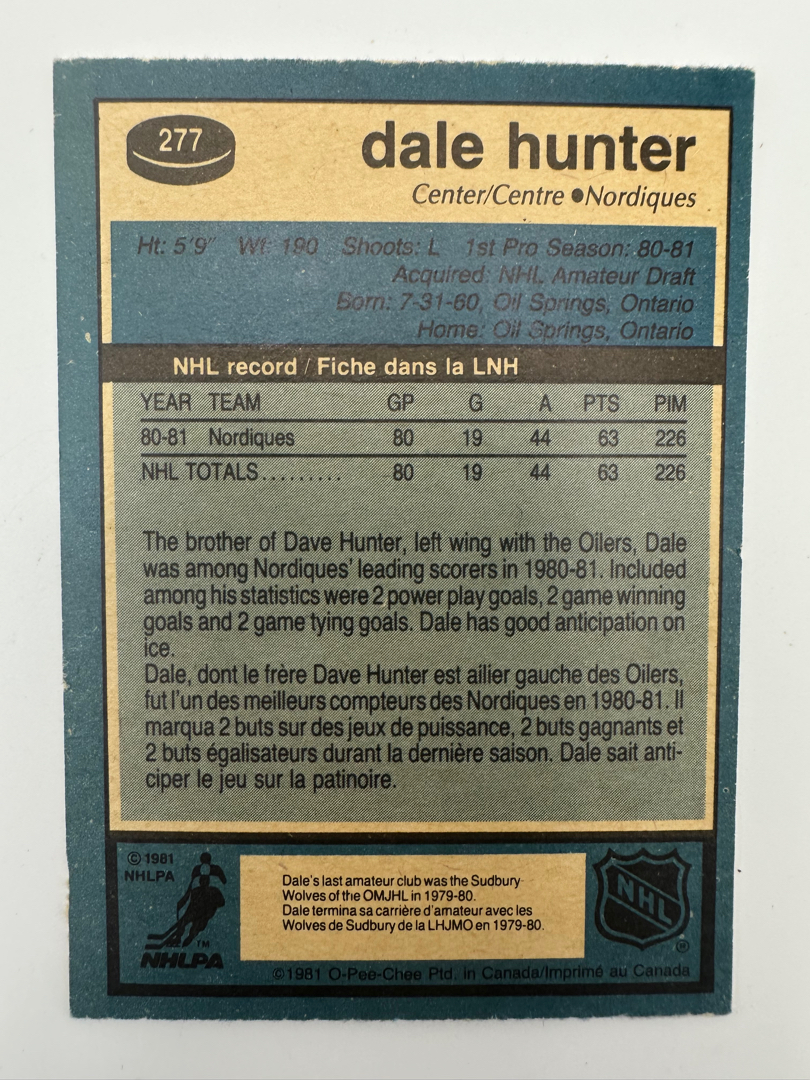 277
dale hunter
Center/Centre ●Nordiques
Ht: 5'9" Wt: 190 Shoots: L 1st Pro Season: 80-81
Acquired: NHL Amateur Draft
Born: 7-31-60, Oil Springs, Ontario
Home: Oil Springs, Ontario
NHL record / Fiche dans la LNH
YEAR TEAM GP G A PTS PIM
80-81 Nordiques 80 19 44 63 226
NHL TOTALS......... 80 19 44 63 226
The brother of Dave Hunter, left wing with the Oilers, Dale
was among Nordiques' leading scorers in 1980-81. Included
among his statistics were 2 power play goals, 2 game winning
goals and 2 game tying goals. Dale has good anticipation on
ice.
Dale, dont le frère Dave Hunter est ailier gauche des Oilers,
fut l'un des meilleurs compteurs des Nordiques en 1980-81. Il
marqua 2 buts sur des jeux de puissance, 2 buts gagnants et
2 buts égalisateurs durant la dernière saison. Dale sait anti-
ciper le jeu sur la patinoire.
© 1981
NHLPA
TM
NHLPA
Dale's last amateur club was the Sudbury
Wolves of the OMJHL in 1979-80.
Dale termina sa carrière d'amateur avec les
Wolves de Sudbury de la LHJMO en 1979-80.
NHL
®
©1981 O-Pee-Chee Ptd. in Canada/Imprimé au Canada